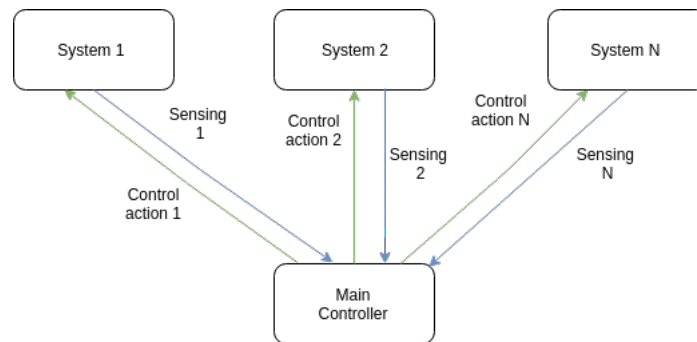 System 1
System 2
System N
Sensing
1
Control
action 2
Control
action N
Sensing
2
Sensing
N
Control
action 1
Main
Controller